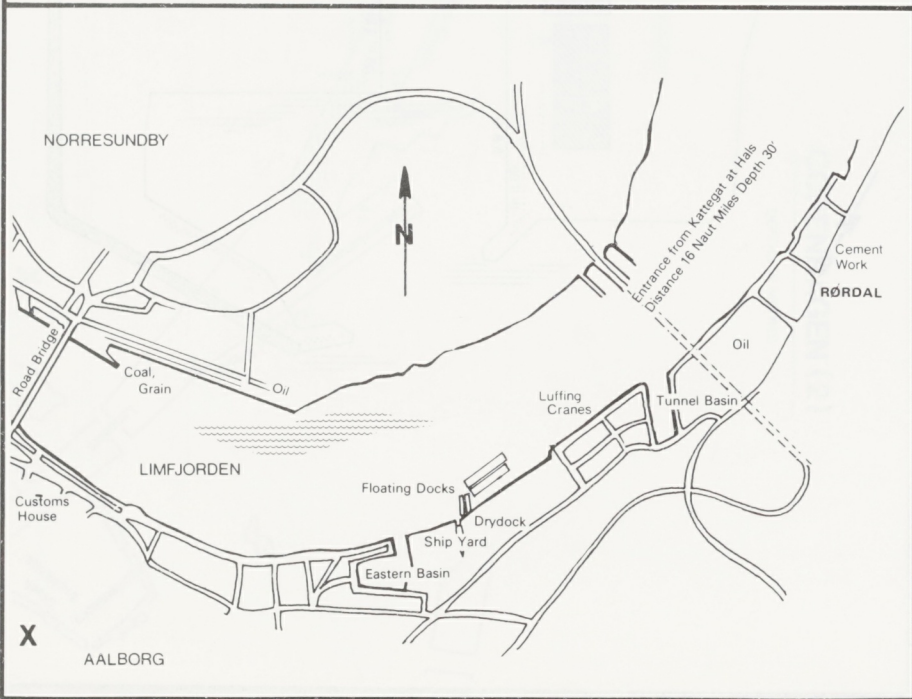 NORRESUNDBY
N
Entrance from Kattegat at Hals
Distance 16 Naut Miles Depth 30'
Cement
Work
RØRDAL
Road Bridge
Coal,
Grain
Oil
Oil
Luffing
Cranes
Tunnel Basin
LIMFJORDEN
Floating Docks
Customs
House
Drydock
Ship Yard
Eastern Basin
X
AALBORG